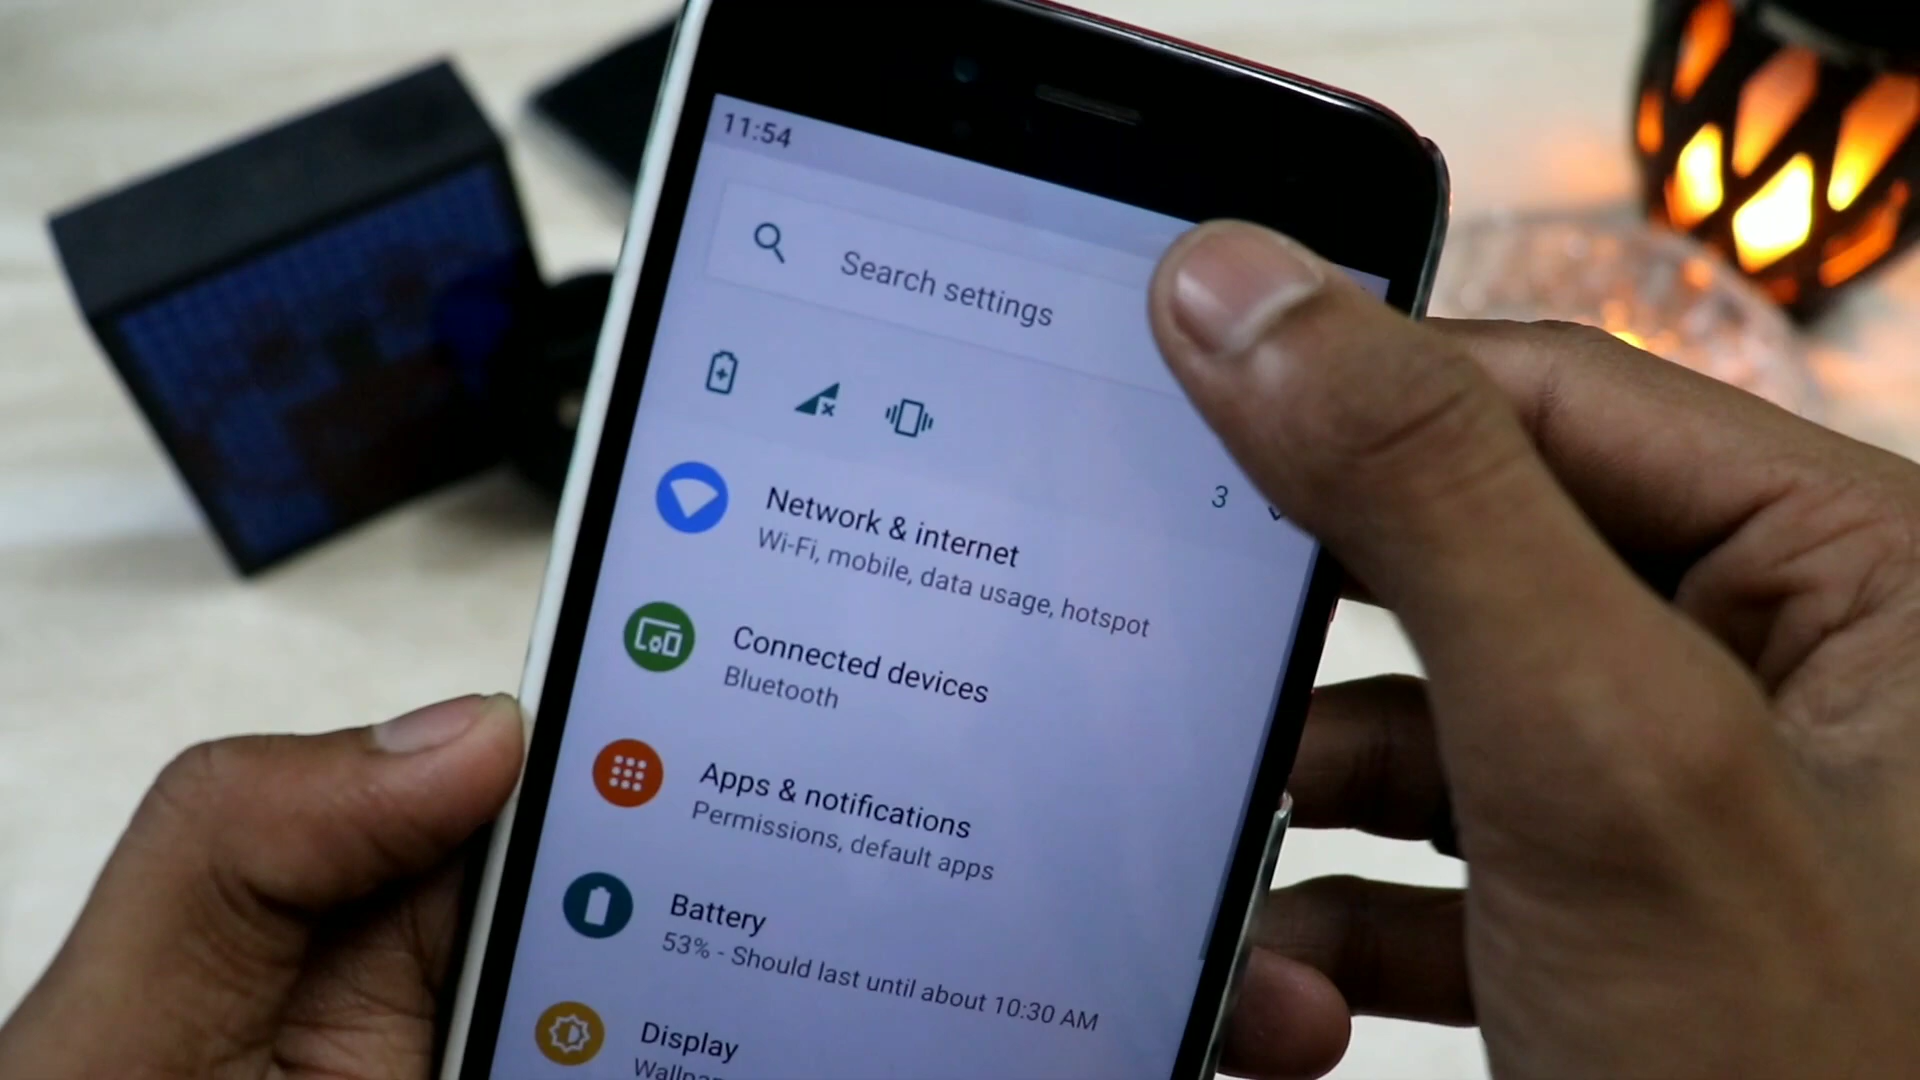 11:54
Search settings
3
Network & internet
Wi-Fi, mobile, data usage, hotspot
Connected devices
Bluetooth
Apps & notifications
Permissions, default apps
Battery
53% - Should last until about 10:30 AM
Display